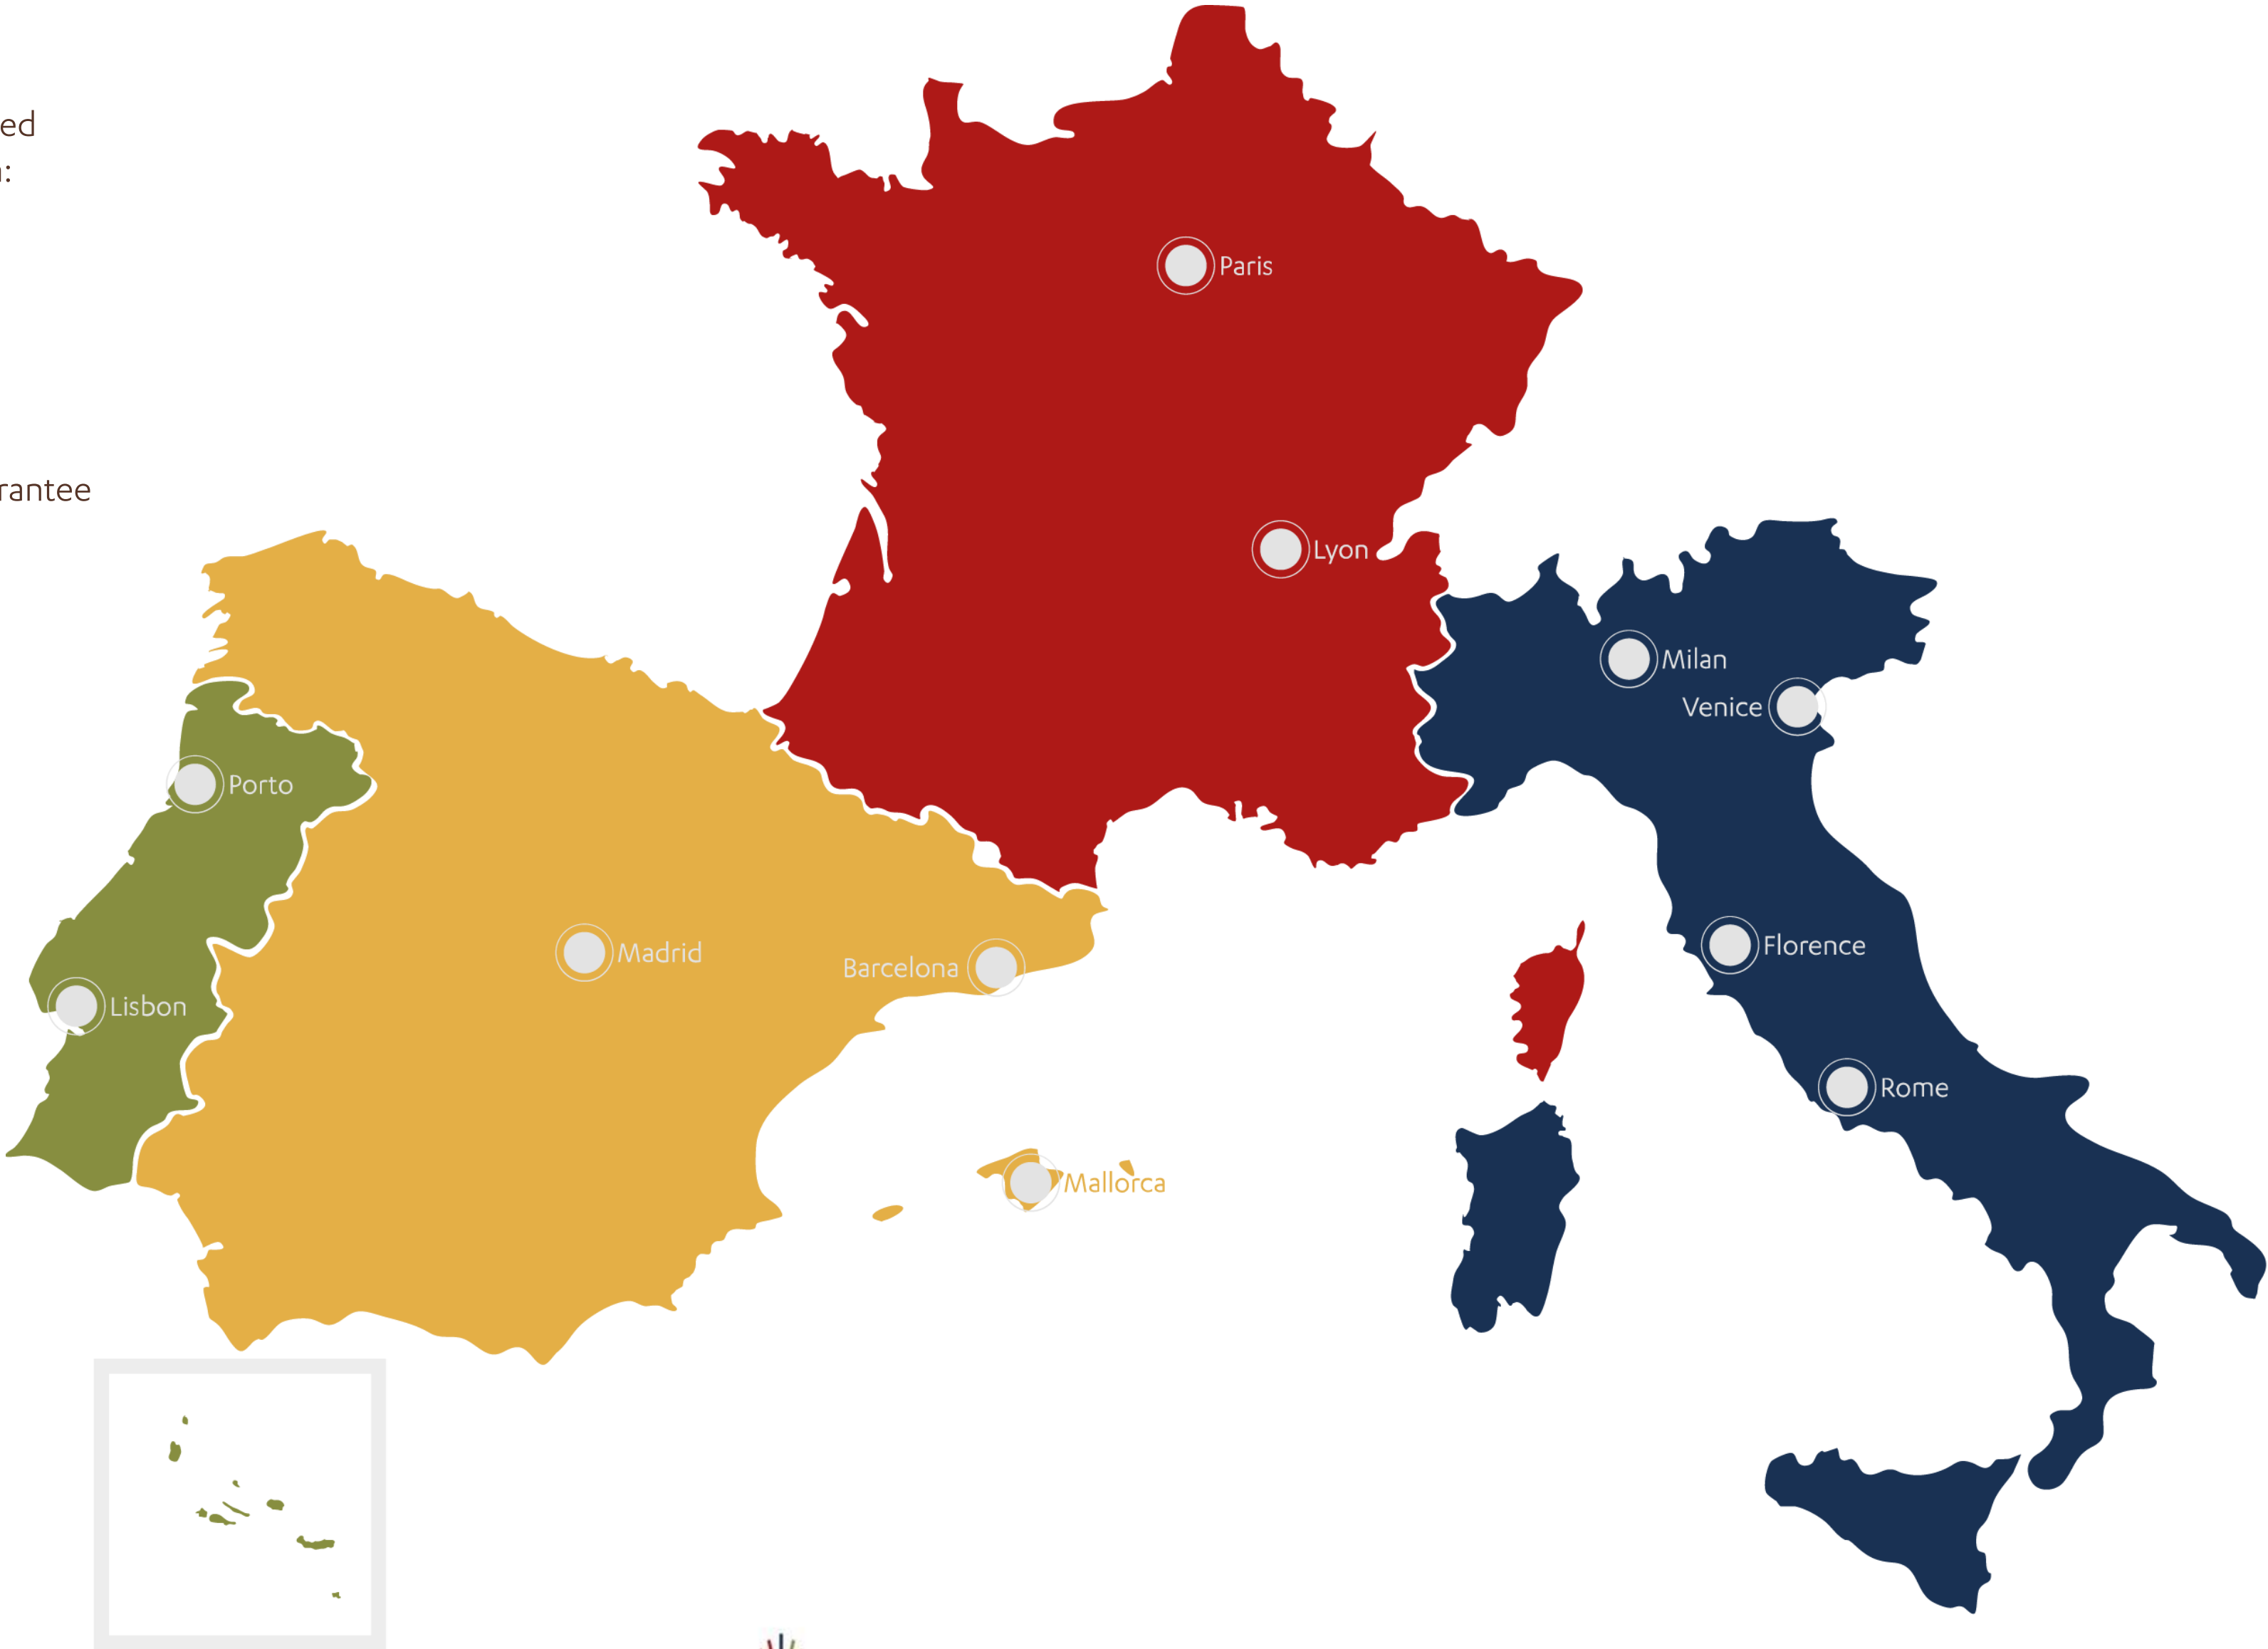 ed
:
rantee
Paris
Lyon
Milan
Venice
Porto
Madrid
Barcelona
Florence
Lisbon
Rome
Mallorca